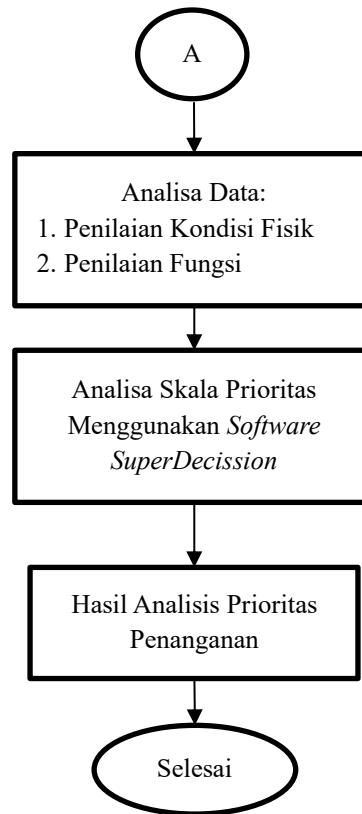 A
Analisa Data:
1. Penilaian Kondisi Fisik
2. Penilaian Fungsi
Analisa Skala Prioritas
Menggunakan Software
SuperDecission
Hasil Analisis Prioritas
Penanganan
Selesai